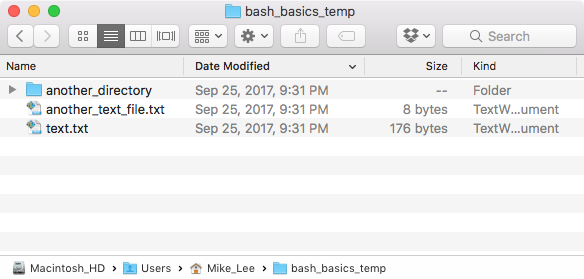 bash_basics_temp
Search
Name Date Modified Size Kind
another_directory Sep 25, 2017, 9:31 PM -- Folder
another_text_file.txt Sep 25, 2017, 9:31 PM 8 bytes TextW...ument
text.txt Sep 25, 2017, 9:31 PM 176 bytes TextW...ument
Macintosh_HD Users Mike_Lee bash_basics_temp